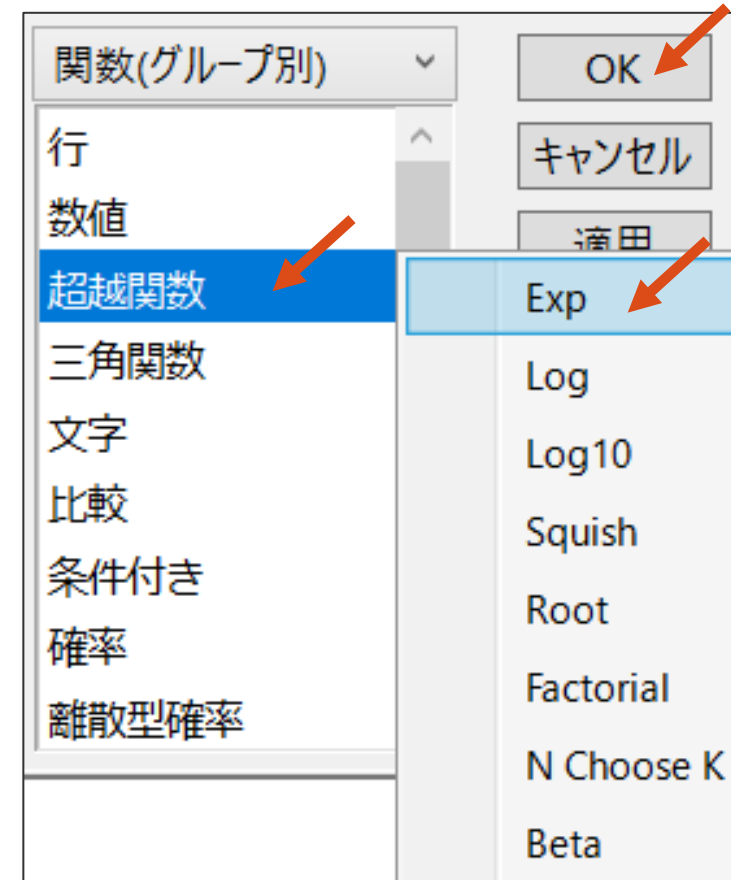 関数(グループ別)
OK
行
キャンセル
数値
適用
超越関数
Exp
三角関数
Log
文字
Log10
比較
Squish
条件付き
Root
確率
Factorial
離散型確率
N Choose K
Beta